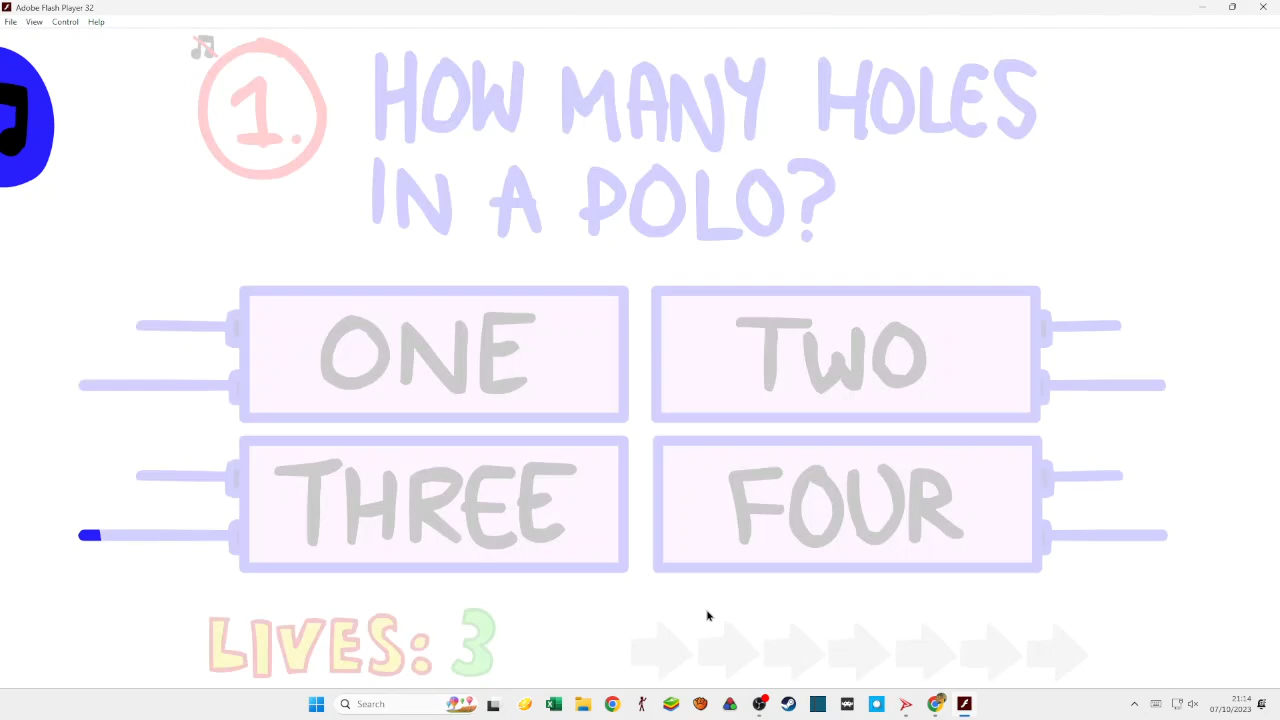 Adobe Flash Player 32
File View Control Help
1. HOW MANY HOLES
IN A POLO?
ONE
TWO
THREE
FOUR
LIVES: 3
Search
21:14
07/10/2023